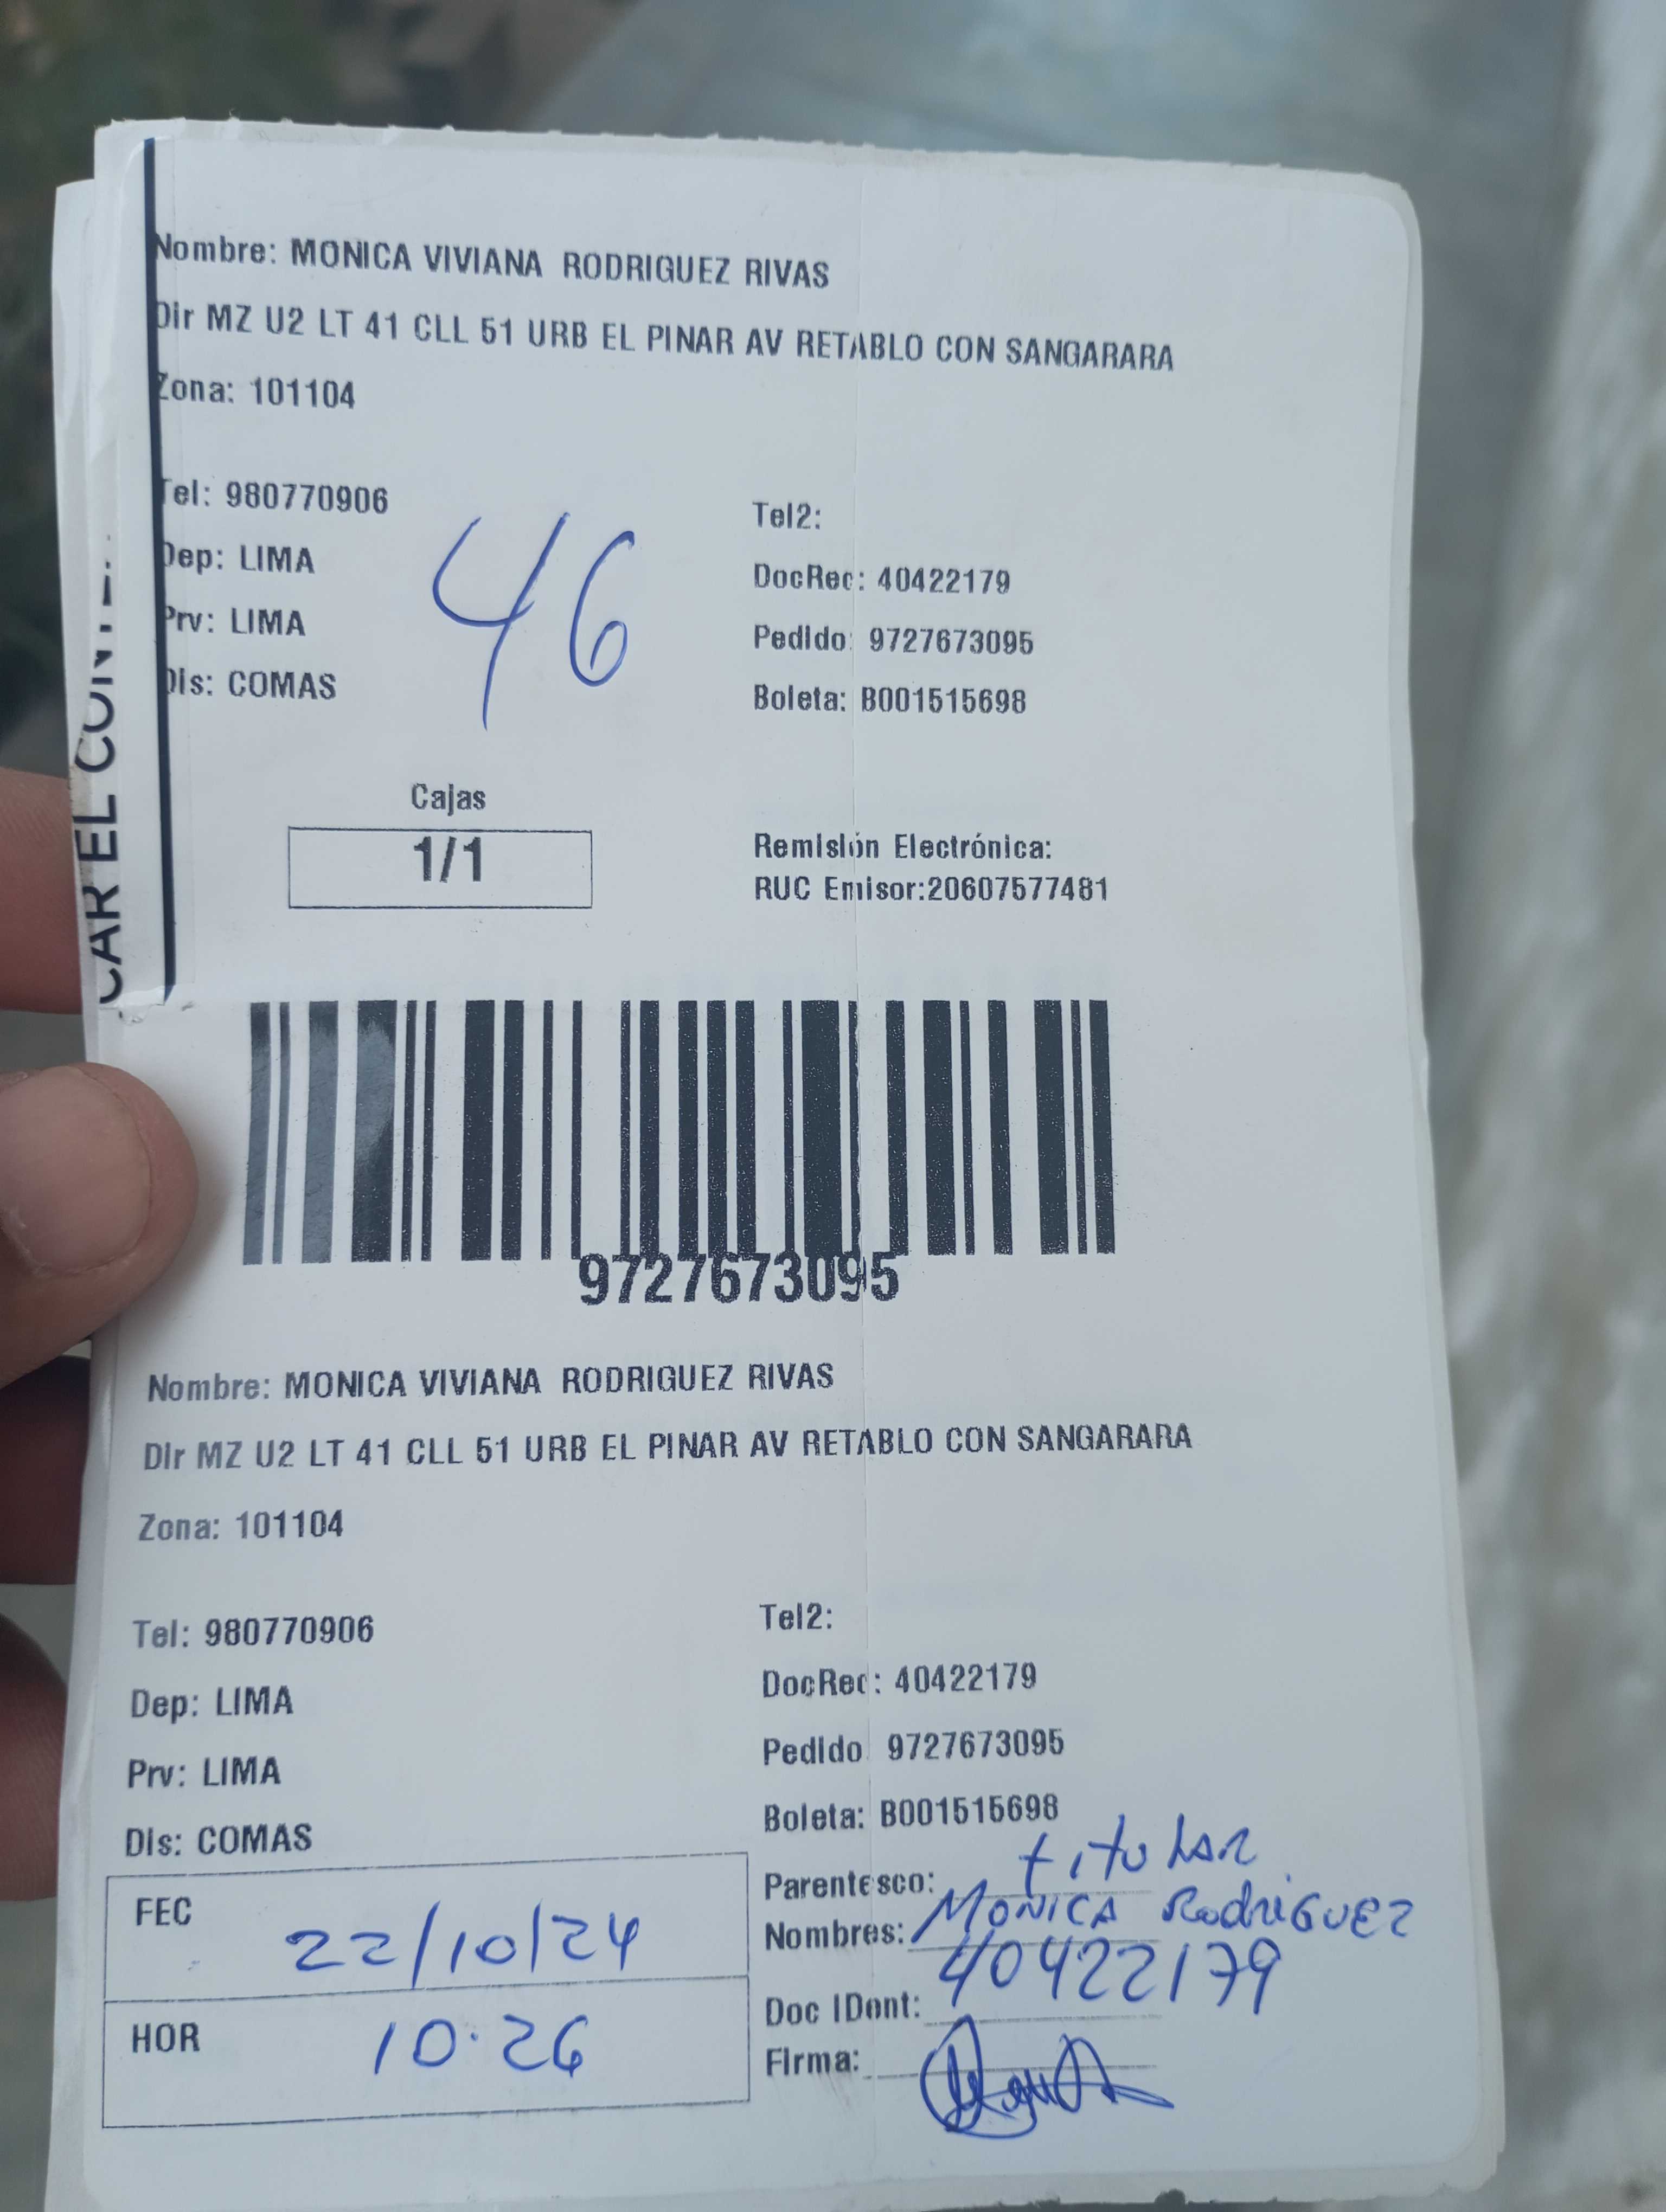 Nombre: MONICA VIVIANA RODRIGUEZ RIVAS
Dir MZ U2 LT 41 CLL 51 URB EL PINAR AV RETABLO CON SANGARARA
Zona: 101104
Tel: 980770906
Tel2:
Dep: LIMA
DocRec: 40422179
Prv: LIMA
Pedido: 9727673095
Dis: COMAS
Boleta: B001515698
46
Cajas
1/1
Remisión Electrónica:
RUC Emisor:20607577481
CAR EL
9727673095
Nombre: MONICA VIVIANA RODRIGUEZ RIVAS
Dir MZ U2 LT 41 CLL 51 URB EL PINAR AV RETABLO CON SANGARARA
Zona: 101104
Tel: 980770906
Tel2:
Dep: LIMA
DocRec: 40422179
Prv: LIMA
Pedido 9727673095
Dis: COMAS
Boleta: B001515698
FEC 22/10/24
HOR 10.26
Parentesco: titular
Nombres: MONICA RodriGUEZ
Doc IDent: 40422179
Firma: